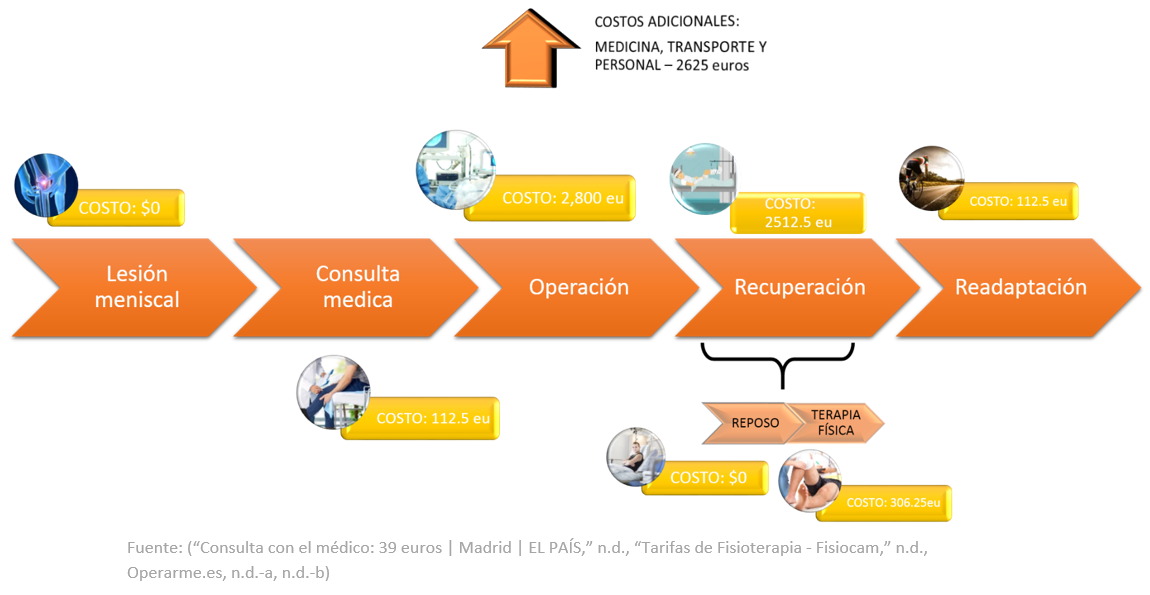 COSTOS ADICIONALES:
MEDICINA, TRANSPORTE Y
PERSONAL – 2625 euros
COSTO: $0
COSTO: 2,800 eu
COSTO:
2512.5 eu
COSTO: 112.5 eu
Lesión
meniscal
Consulta
medica
Operación
Recuperación
Readaptación
COSTO: 112.5 eu
REPOSO
TERAPIA
FÍSICA
COSTO: $0
COSTO: 306.25eu
Fuente: (“Consulta con el médico: 39 euros | Madrid | EL PAÍS,” n.d., “Tarifas de Fisioterapia - Fisiocam,” n.d.,
Operarme.es, n.d.-a, n.d.-b)